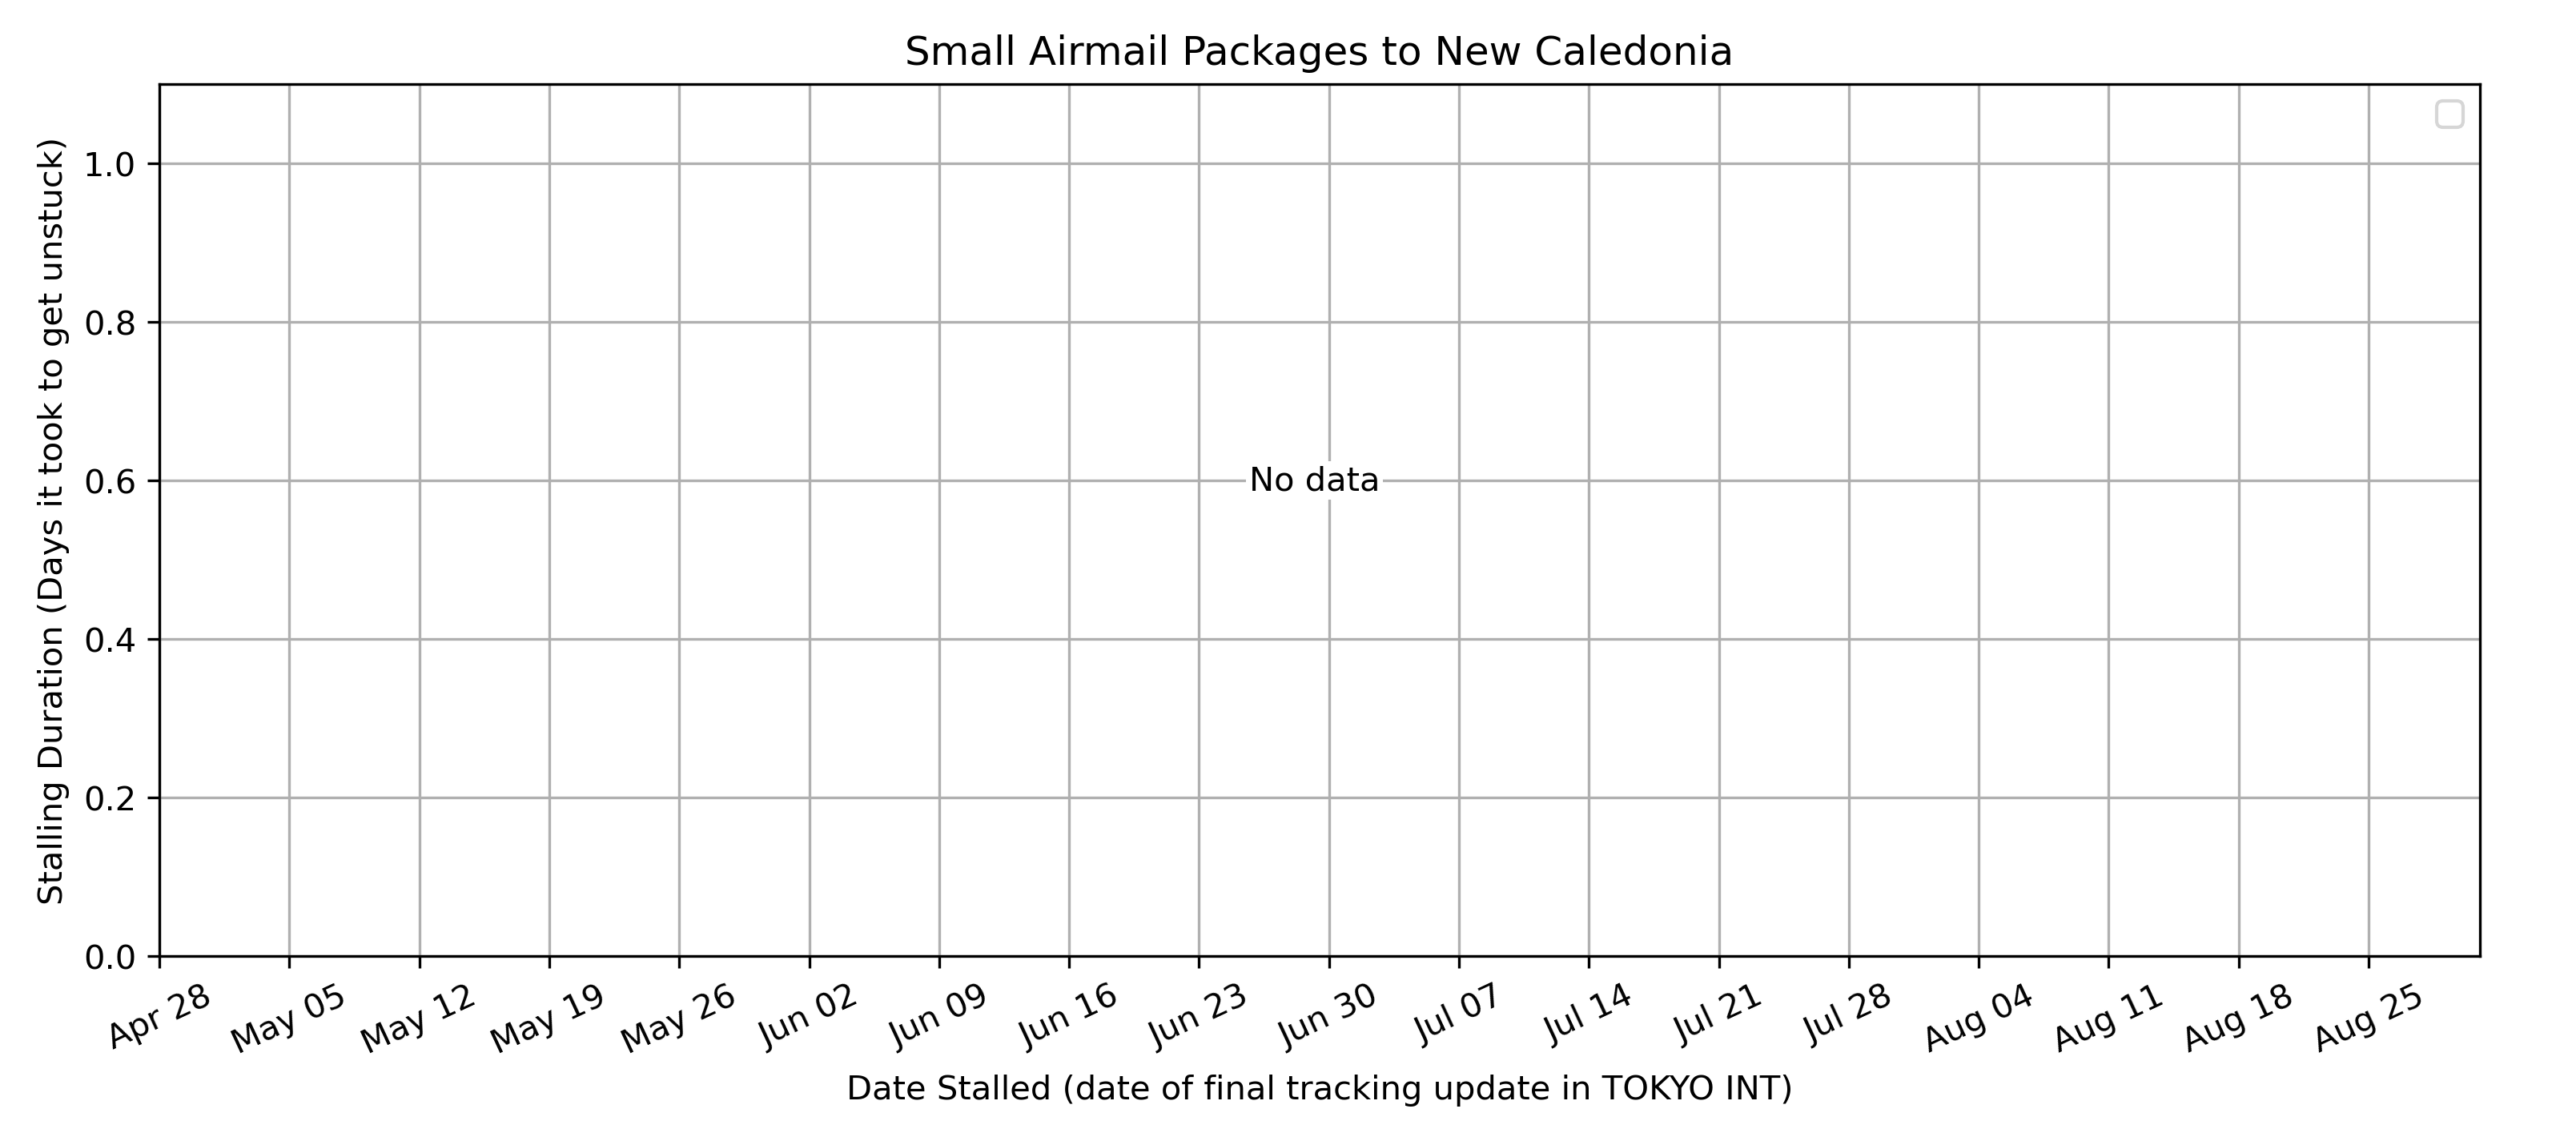 Small Airmail Packages to New Caledonia
Stalling Duration (Days it took to get unstuck)
1.0
0.8
0.6
0.4
0.2
0.0
No data
Apr 28 May 05 May 12 May 19 May 26 Jun 02 Jun 09 Jun 16 Jun 23 Jun 30 Jul 07 Jul 14 Jul 21 Jul 28 Aug 04 Aug 11 Aug 18 Aug 25
Date Stalled (date of final tracking update in TOKYO INT)